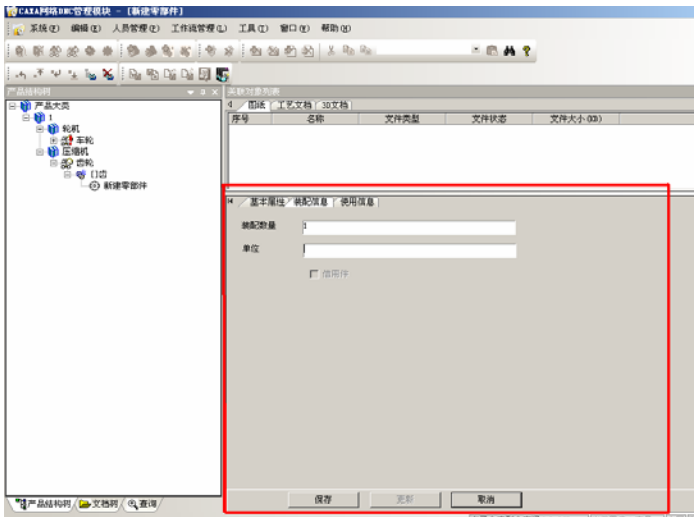 CAXA网络DNC管理模块 - [新建零部件]
系统(F) 编辑(E) 人员管理(P) 工作流管理(L) 工具(T) 窗口(W) 帮助(H)
产品结构树
关联对象列表
产品大类
1
轮机
车轮
压缩机
齿轮
门齿
新建零部件
图纸 工艺文档 3D文档
序号 名称 文件类型 文件状态 文件大小(KB)
基本属性 装配信息 使用信息
装配数量 1
单位
借用件
保存 更新 取消
产品结构树 文档树 查询